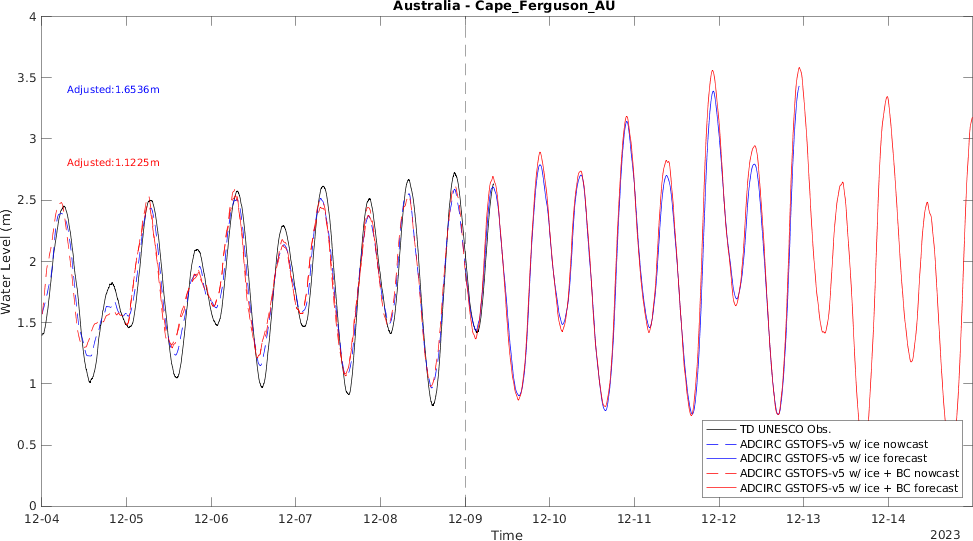 Australia - Cape_Ferguson_AU
4
3.5
3
2.5
2
1.5
1
0.5
0
Water Level (m)
Adjusted:1.6536m
Adjusted:1.1225m
TD UNESCO Obs.
ADCIRC GSTOFS-v5 w/ ice nowcast
ADCIRC GSTOFS-v5 w/ ice forecast
ADCIRC GSTOFS-v5 w/ ice + BC nowcast
ADCIRC GSTOFS-v5 w/ ice + BC forecast
12-04 12-05 12-06 12-07 12-08 12-09 12-10 12-11 12-12 12-13 12-14
Time
2023